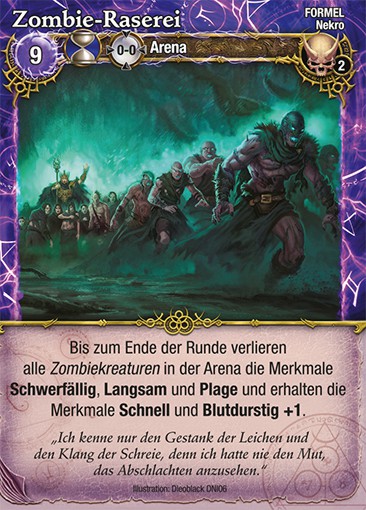 Zombie-Raserei
FORMEL
Nekro
9
0-0
Arena
2
Bis zum Ende der Runde verlieren
alle Zombiekreaturen in der Arena die Merkmale
Schwerfällig, Langsam und Plage und erhalten die
Merkmale Schnell und Blutdurstig +1.
„Ich kenne nur den Gestank der Leichen und
den Klang der Schreie, denn ich hatte nie den Mut,
das Abschlachten anzusehen.“
Illustration: Dleoblack ONI06